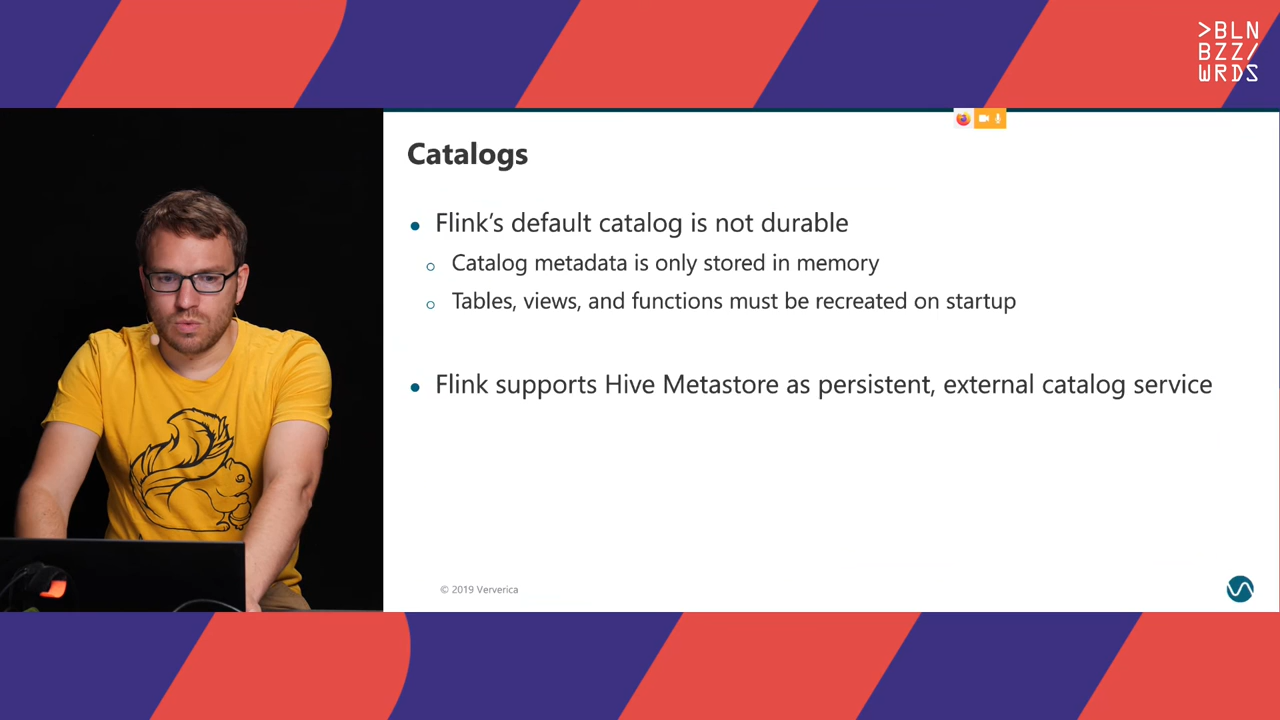 >BLN
BZZ/
WRDS
Catalogs
• Flink’s default catalog is not durable
○ Catalog metadata is only stored in memory
○ Tables, views, and functions must be recreated on startup
• Flink supports Hive Metastore as persistent, external catalog service
© 2019 Ververica